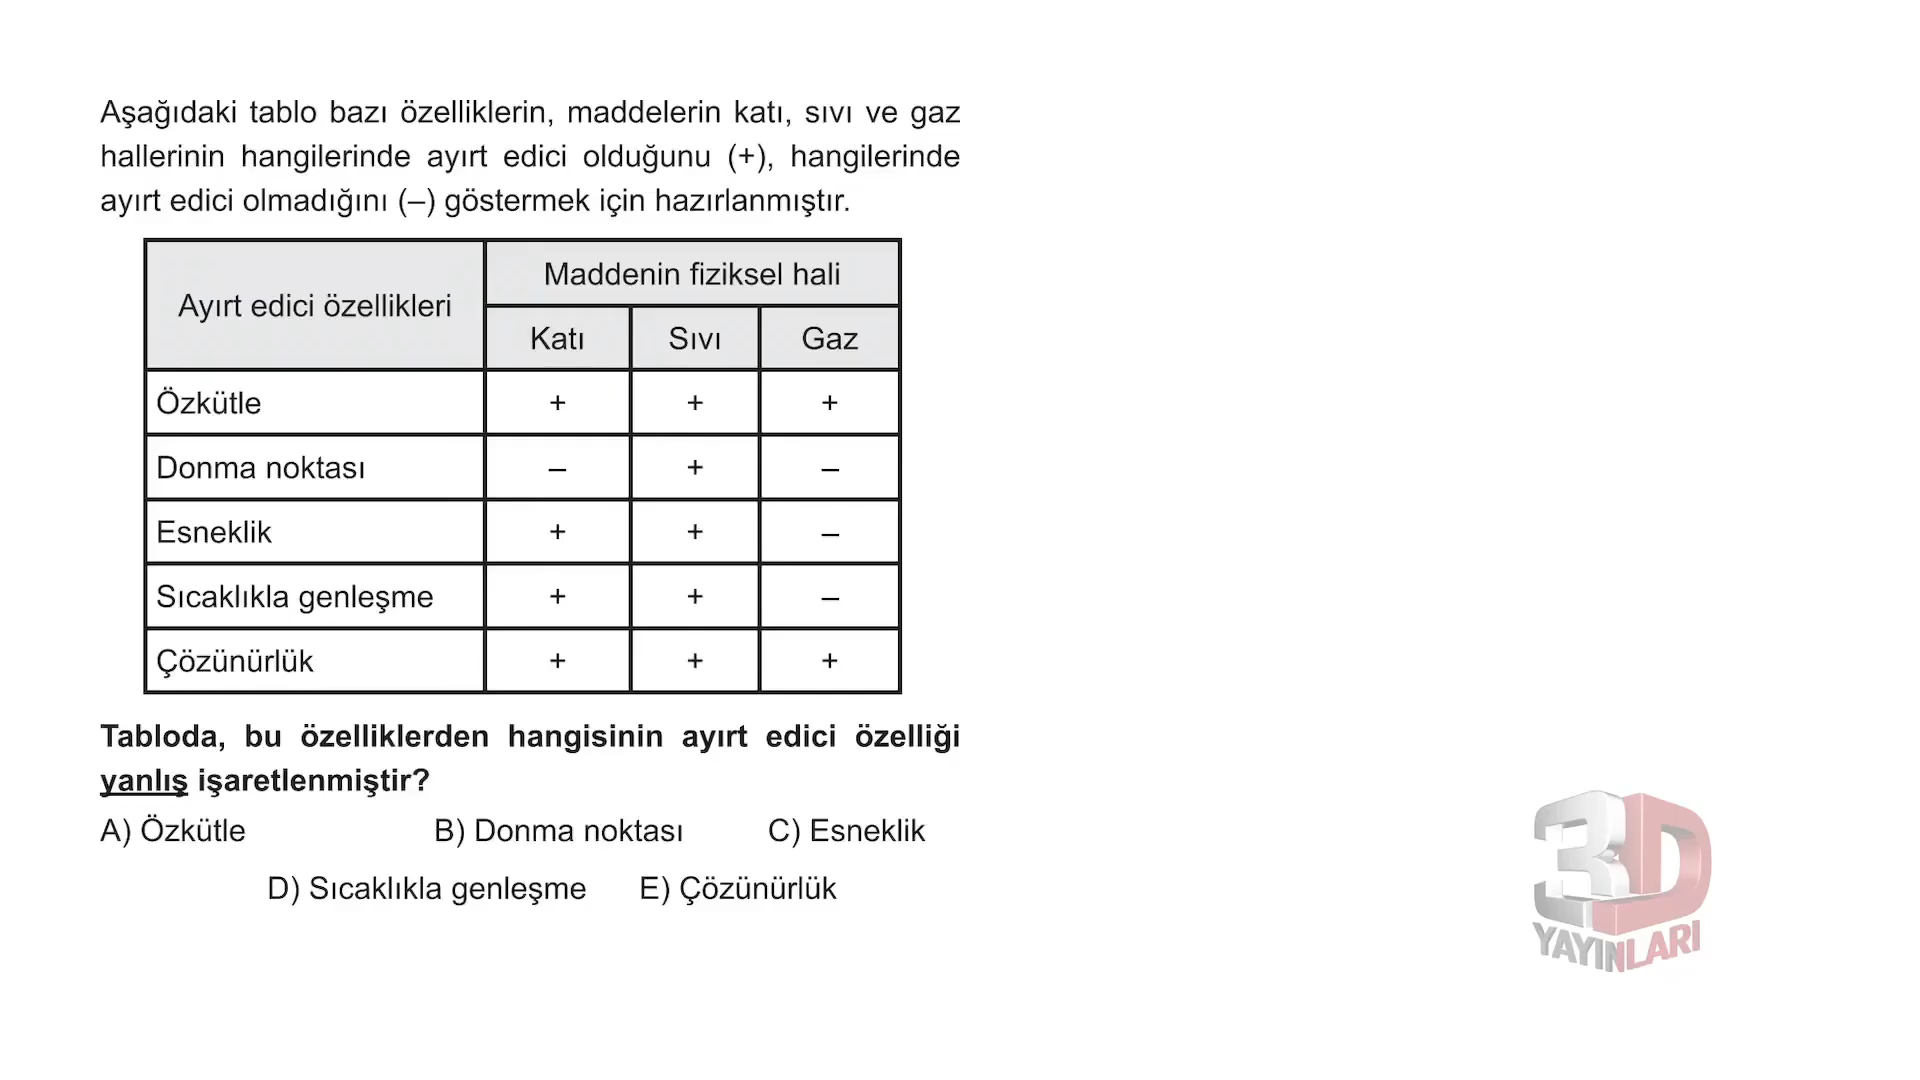 Aşağıdaki tablo bazı özelliklerin, maddelerin katı, sıvı ve gaz
hallerinin hangilerinde ayırt edici olduğunu (+), hangilerinde
ayırt edici olmadığını (–) göstermek için hazırlanmıştır.
Ayırt edici özellikleri
Maddenin fiziksel hali
Katı Sıvı Gaz
Özkütle + + +
Donma noktası – + –
Esneklik + + –
Sıcaklıkla genleşme + + –
Çözünürlük + + +
Tabloda, bu özelliklerden hangisinin ayırt edici özelliği
yanlış işaretlenmiştir?
A) Özkütle B) Donma noktası C) Esneklik
D) Sıcaklıkla genleşme E) Çözünürlük
3D
YAYINLARI